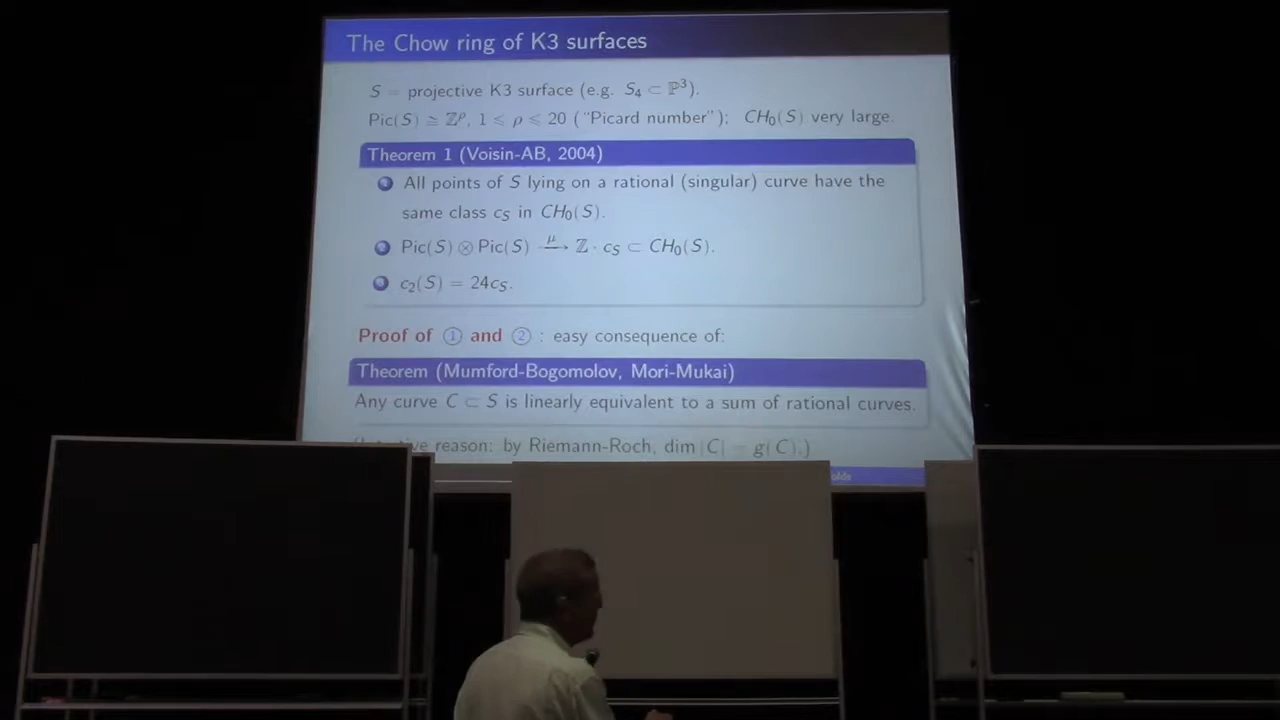 The Chow ring of K3 surfaces
S = projective K3 surface (e.g. S₄ ⊂ ℙ³).
Pic(S) ≅ ℤ^ρ, 1 ⩽ ρ ⩽ 20 ("Picard number"); CH₀(S) very large.
Theorem 1 (Voisin-AB, 2004)
1 All points of S lying on a rational (singular) curve have the
same class c_S in CH₀(S).
2 Pic(S) ⊗ Pic(S) —μ→ ℤ · c_S ⊂ CH₀(S).
3 c₂(S) = 24c_S.
Proof of ① and ② : easy consequence of:
Theorem (Mumford-Bogomolov, Mori-Mukai)
Any curve C ⊂ S is linearly equivalent to a sum of rational curves.
reason: by Riemann-Roch, dim |C| = g(C).)